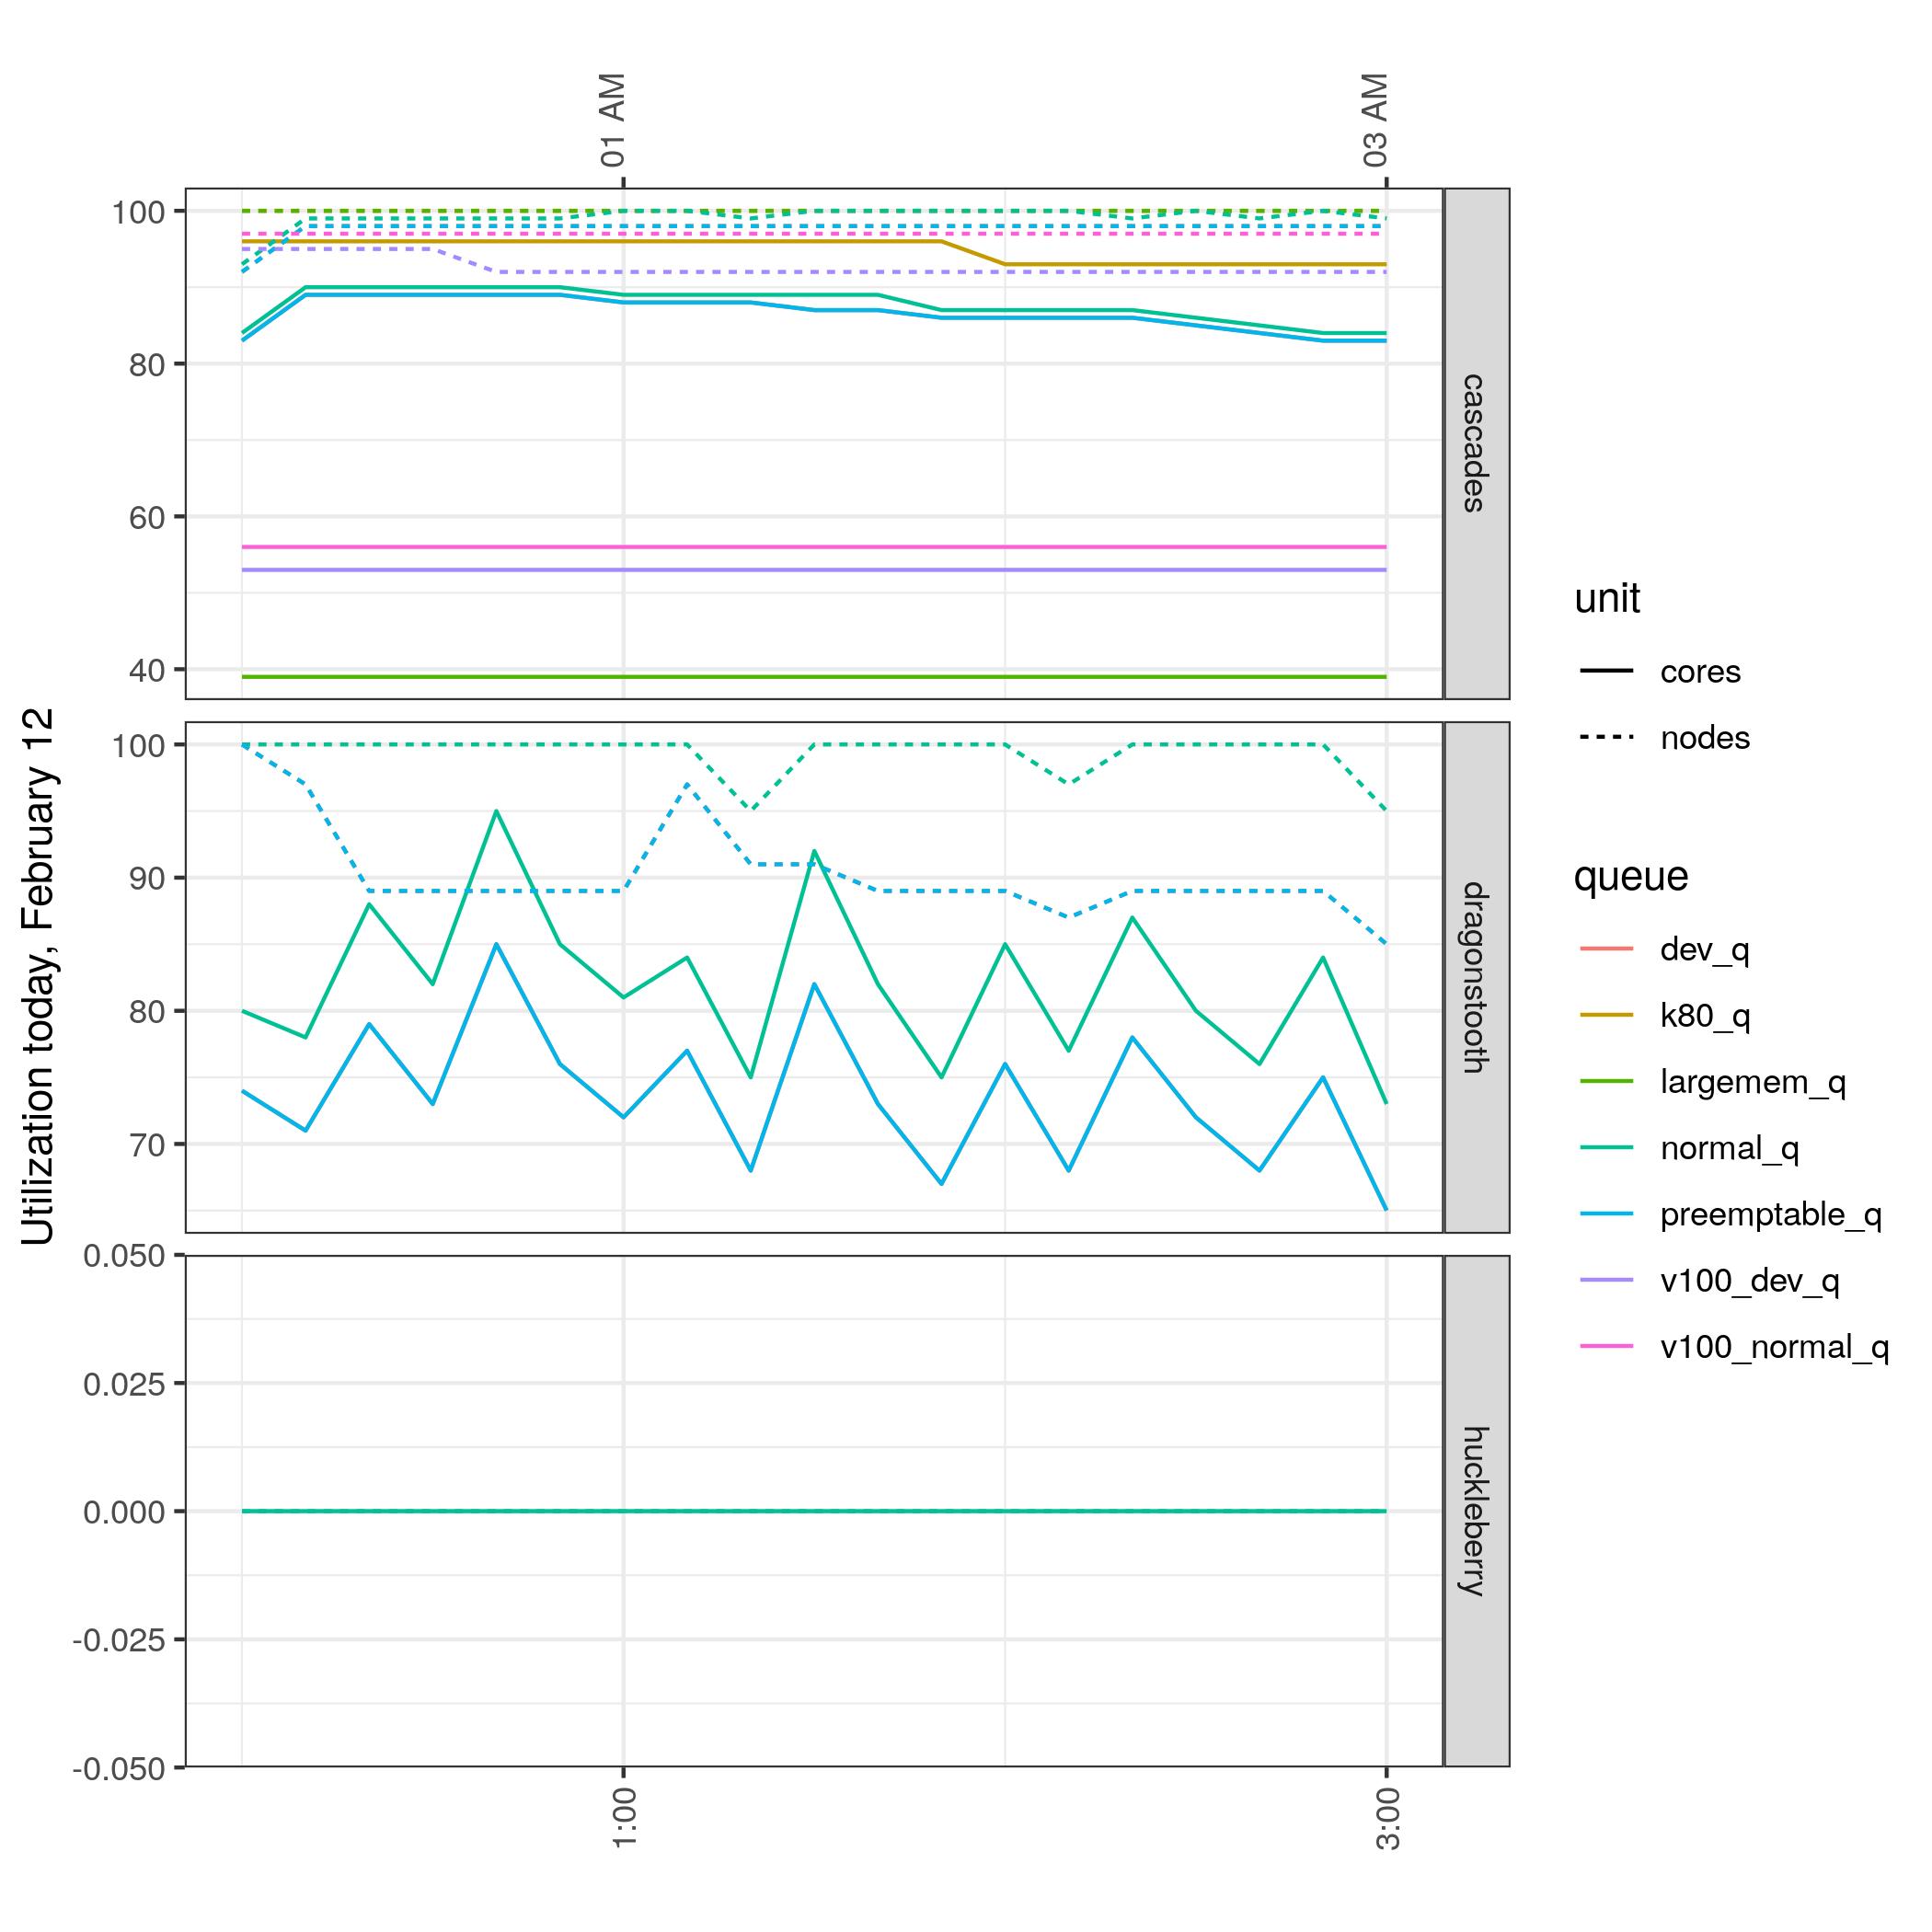 01 AM
03 AM
Utilization today, February 12
100
80
60
40
cascades
100
90
80
70
dragonstooth
0.050
0.025
0.000
-0.025
-0.050
huckleberry
1:00
3:00
unit
cores
nodes
queue
dev_q
k80_q
largemem_q
normal_q
preemptable_q
v100_dev_q
v100_normal_q